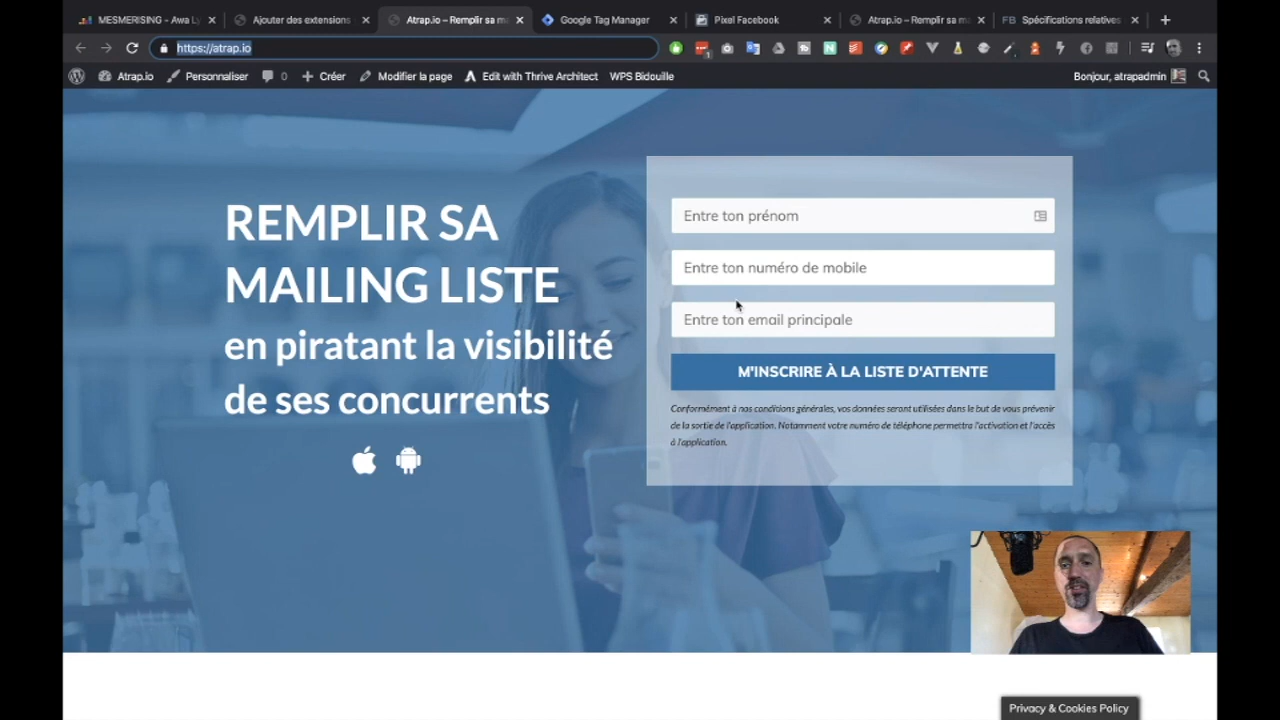 MESMERISING - Awa Ly
Ajouter des extensions
Atrap.io – Remplir sa m
Google Tag Manager
Pixel Facebook
Atrap.io – Remplir sa m
FB Spécifications relatives
https://atrap.io
1
Atrap.io
Personnaliser
0
Créer
Modifier la page
Edit with Thrive Architect
WPS Bidouille
Bonjour, atrapadmin
REMPLIR SA
MAILING LISTE
en piratant la visibilité
de ses concurrents
Entre ton prénom
Entre ton numéro de mobile
Entre ton email principale
M'INSCRIRE À LA LISTE D'ATTENTE
Conformément à nos conditions générales, vos données seront utilisées dans le but de vous prévenir
de la sortie de l'application. Notamment votre numéro de téléphone permettra l'activation et l'accès
à l'application.
Privacy & Cookies Policy